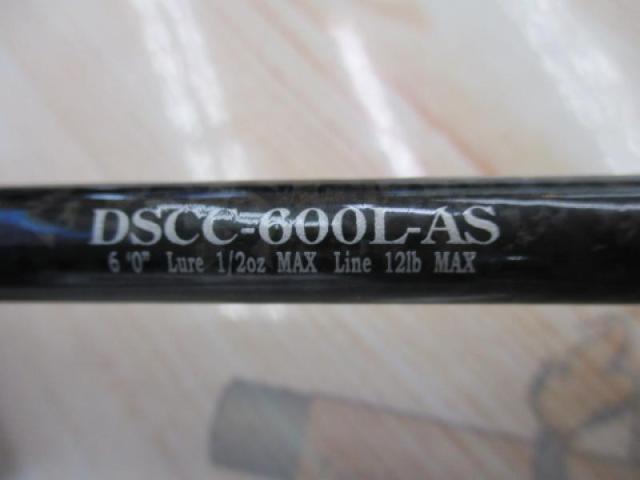 DSCC-600L-AS
6'0" Lure 1/2oz MAX Line 12lb MAX